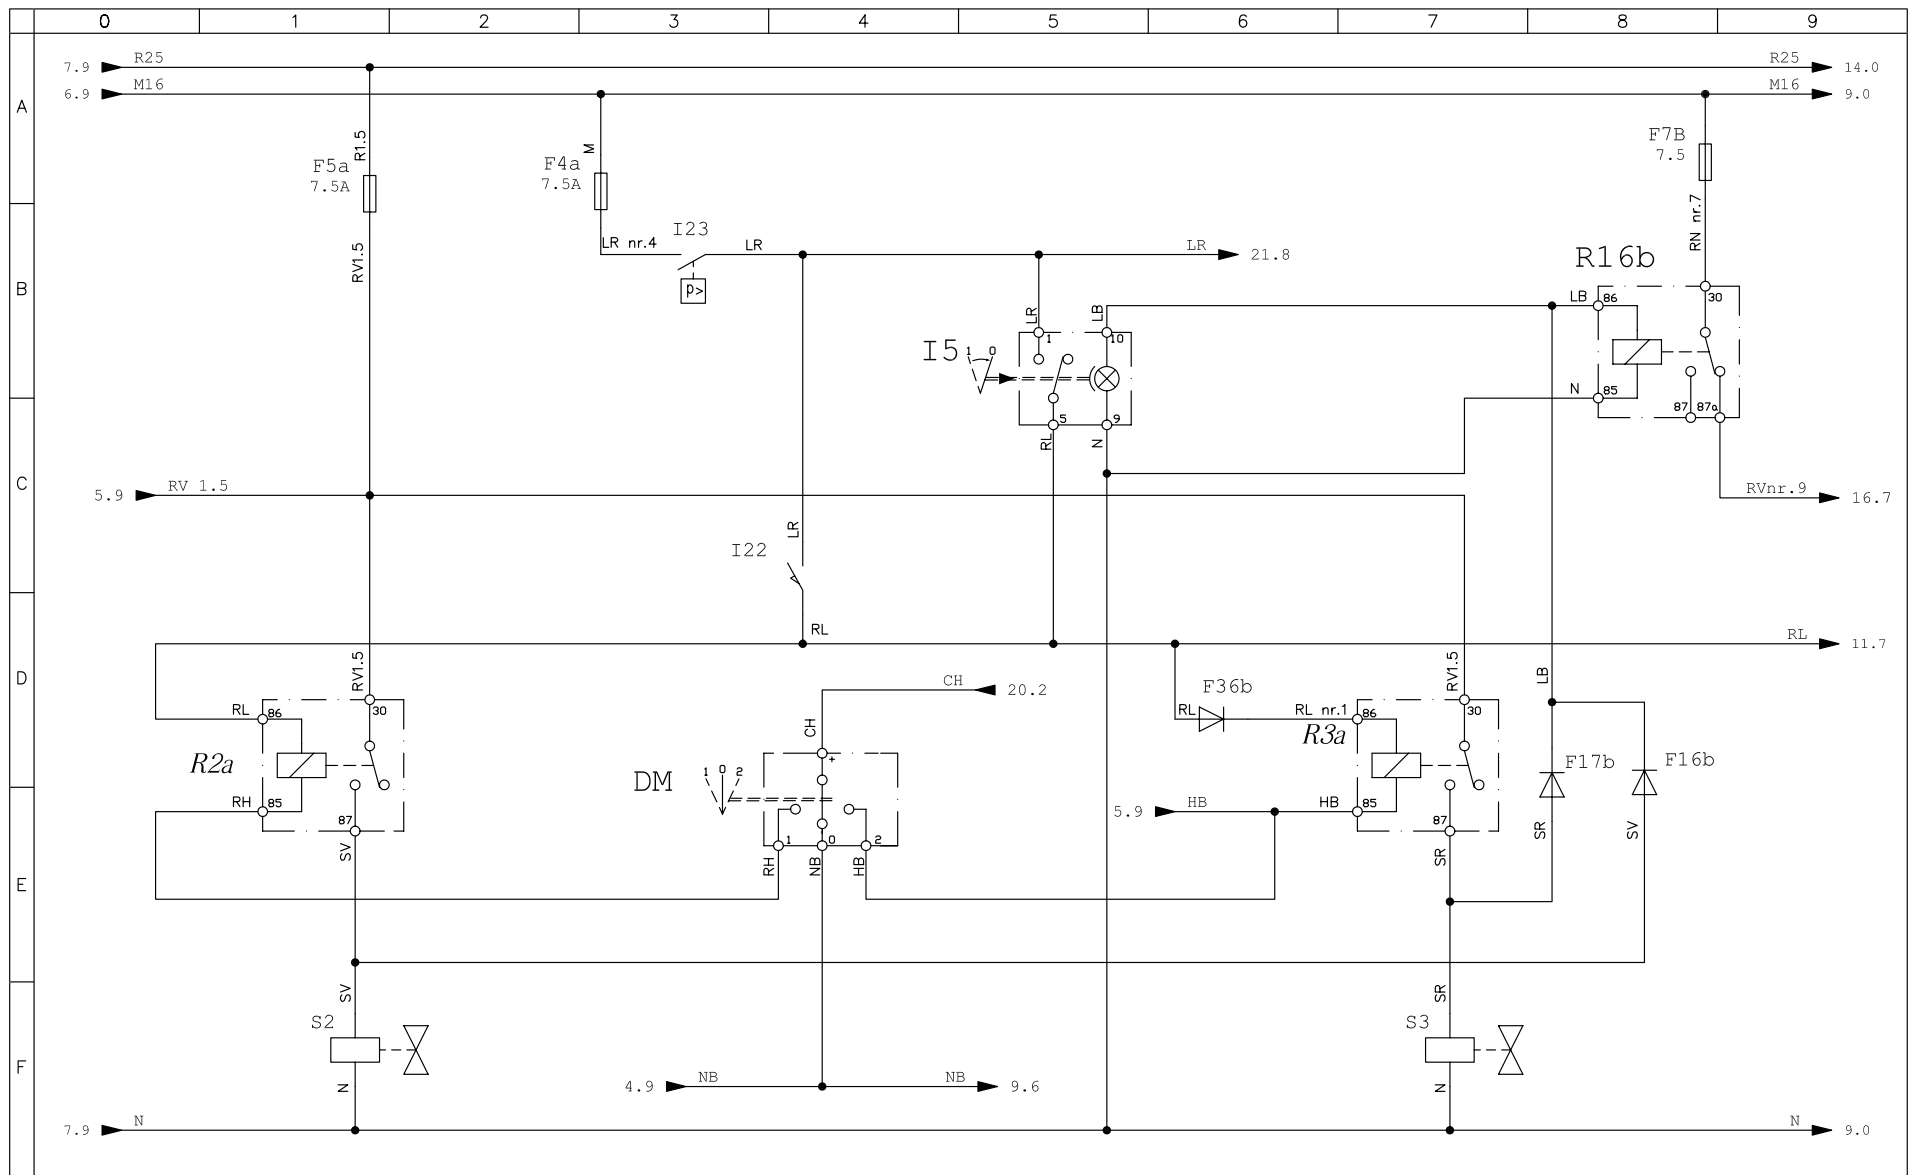 0 1 2 3 4 5 6 7 8 9
7.9 R25 R25 14.0
6.9 M16 M16 9.0
A
R1.5
M
F5a
7.5A
F4a
7.5A
F7B
7.5
RV1.5
LR nr.4
I23
LR
LR
21.8
RN nr.7
R16b
B
p>
LR
LB
LB
86
30
I5
1 0
1
10
N
85
87
87a
5
9
RL
N
C
5.9 RV 1.5
RVnr.9 16.7
LR
I22
RL
RL 11.7
D
RV1.5
CH
20.2
F36b
RV1.5
LB
RL
86
30
CH
RL
RL nr.1
86
30
R2a
R3a
DM
1 0 2
+
F17b
F16b
RH
85
87
5.9 HB
HB
85
87
SV
RH
1
NB
0
HB
2
SR
SR
SV
E
SV
SR
S2
S3
F
N
4.9 NB
NB 9.6
N
7.9 N
N 9.0